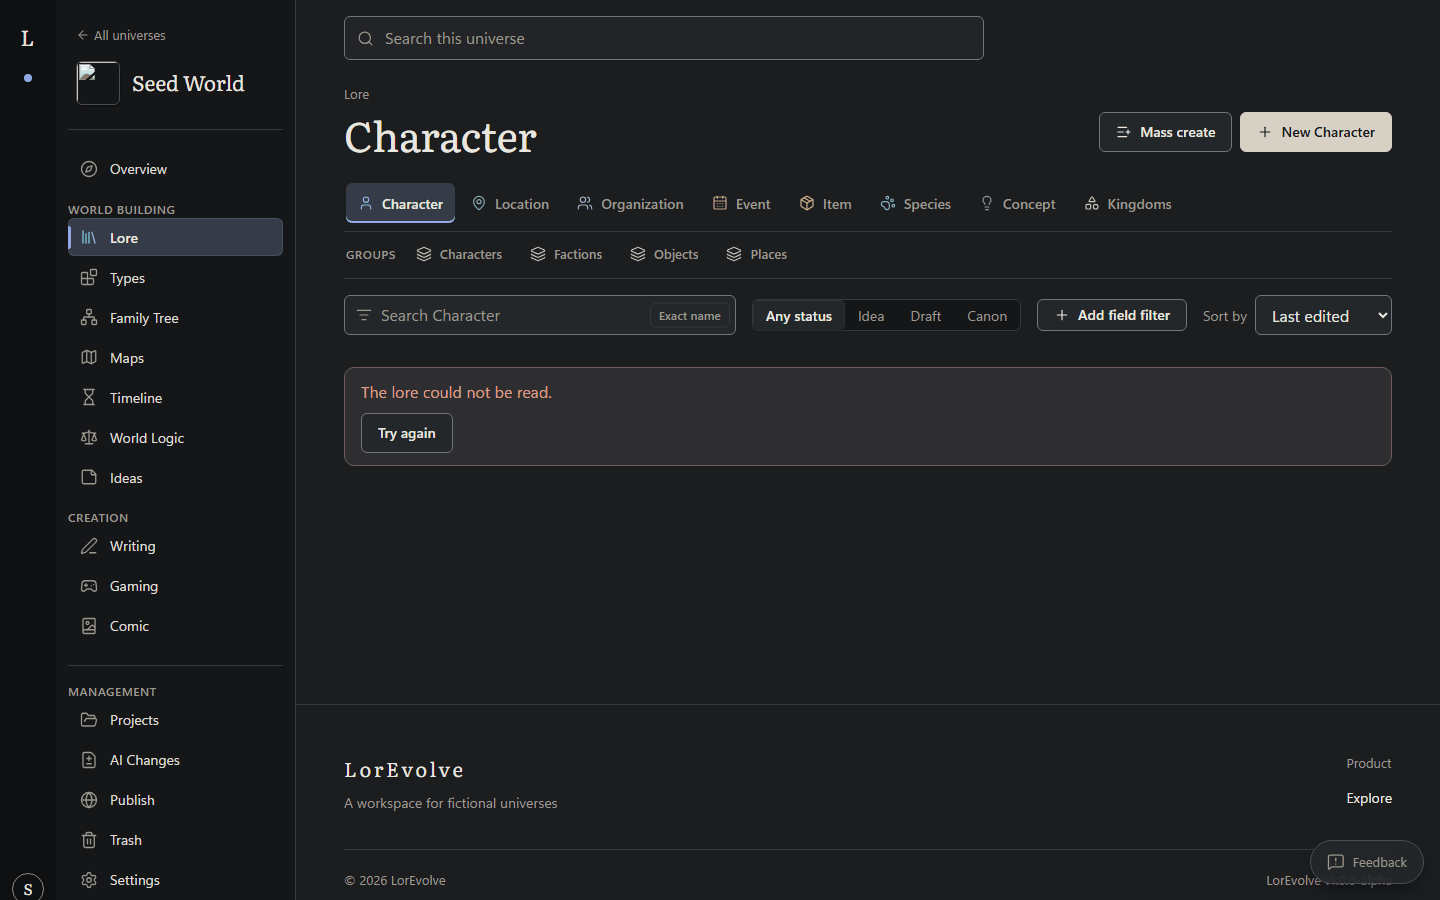 L
All universes
Seed World
Overview
WORLD BUILDING
Lore
Types
Family Tree
Maps
Timeline
World Logic
Ideas
CREATION
Writing
Gaming
Comic
MANAGEMENT
Projects
AI Changes
Publish
Trash
Settings
S
Search this universe
Lore
Character
Mass create
New Character
Character Location Organization Event Item Species Concept Kingdoms
GROUPS Characters Factions Objects Places
Search Character Exact name Any status Idea Draft Canon Add field filter Sort by Last edited
The lore could not be read.
Try again
LorEvolve
A workspace for fictional universes
Product
Explore
Feedback
© 2026 LorEvolve
LorEvolve v1.0.0-alpha